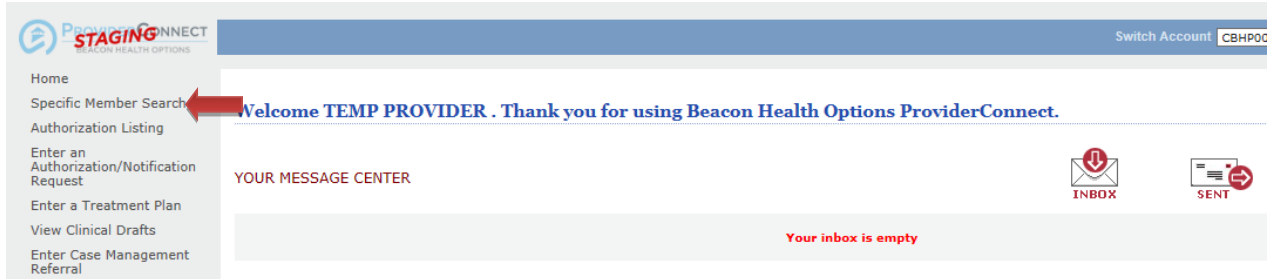 PROVIDERCONNECT
STAGING
BEACON HEALTH OPTIONS
Switch Account CBHP00
Home
Specific Member Search
Authorization Listing
Enter an
Authorization/Notification
Request
Enter a Treatment Plan
View Clinical Drafts
Enter Case Management
Referral
Welcome TEMP PROVIDER . Thank you for using Beacon Health Options ProviderConnect.
YOUR MESSAGE CENTER
INBOX
SENT
Your inbox is empty